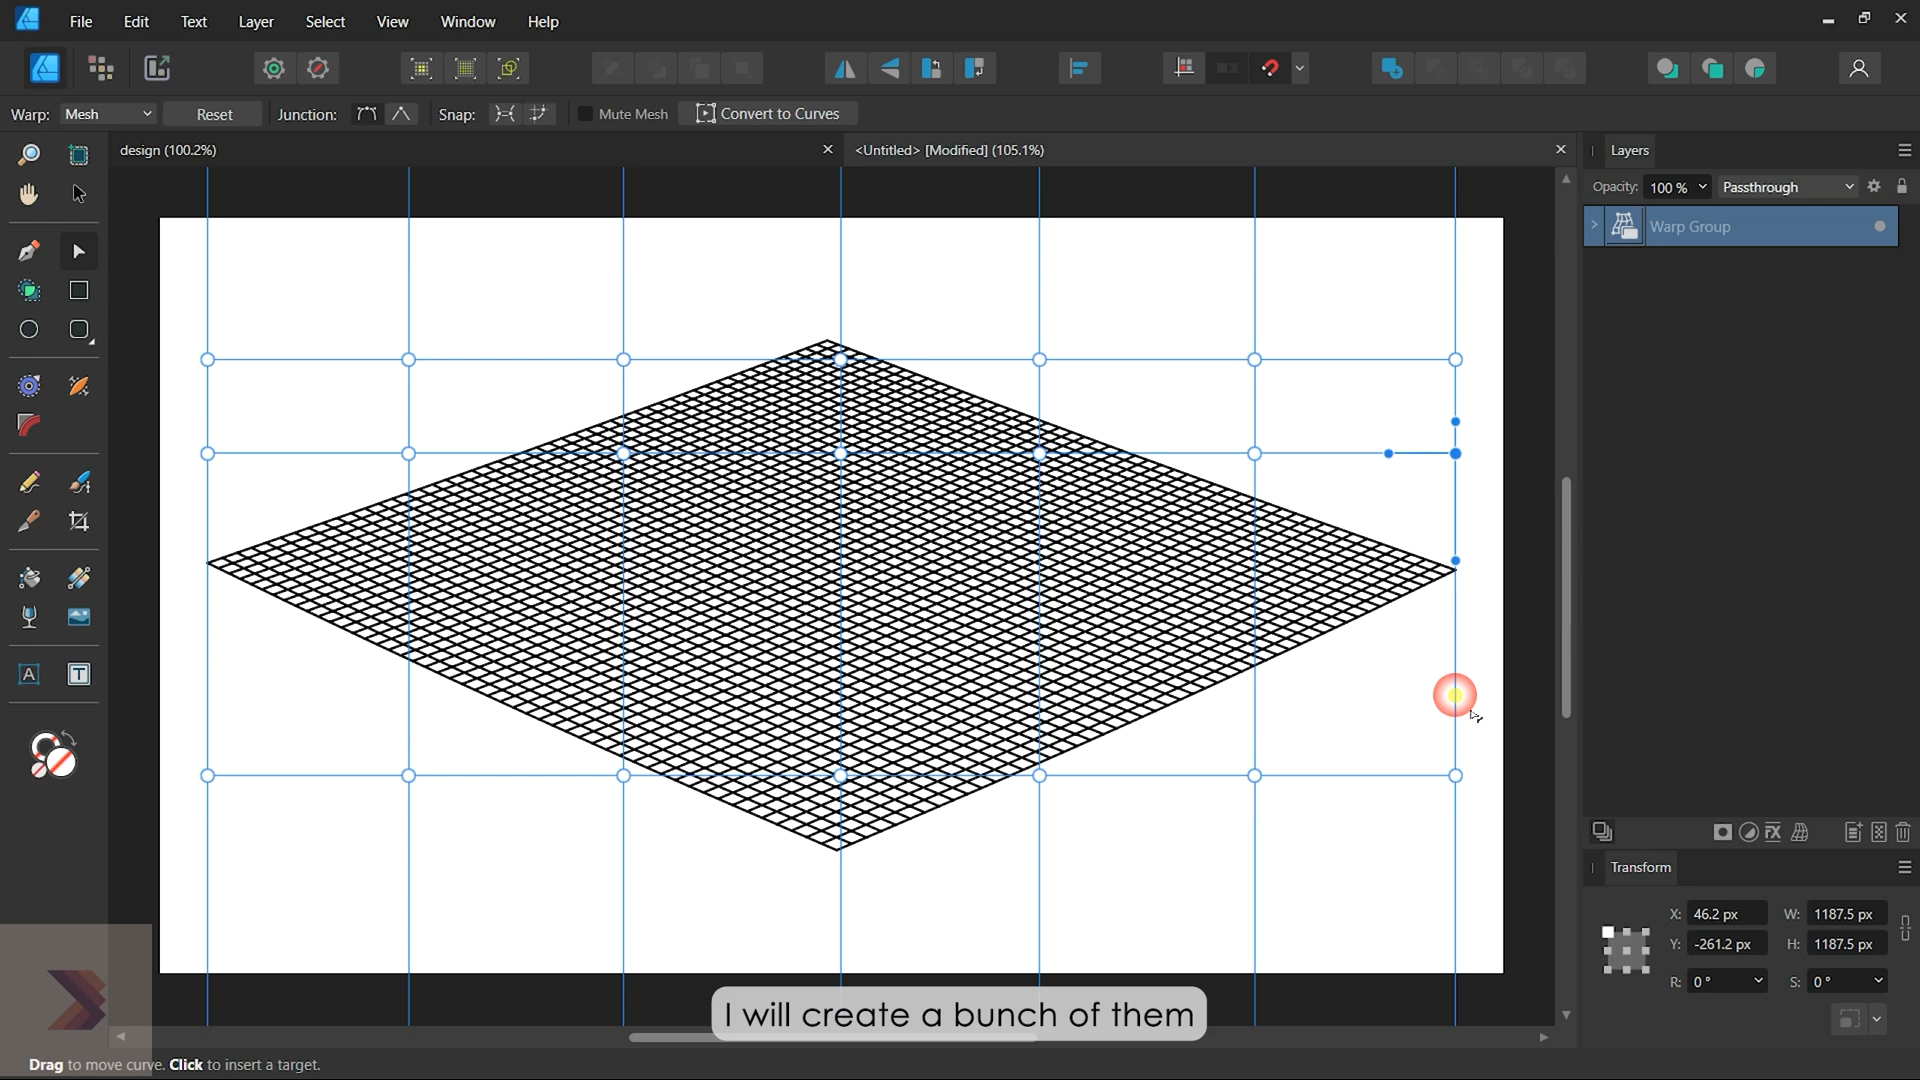 File Edit Text Layer Select View Window Help
Warp: Mesh Reset Junction: Snap: Mute Mesh Convert to Curves
design (100.2%) <Untitled> [Modified] (105.1%) Layers
Opacity: 100 % Passthrough
Warp Group
FX
Transform
X: 46.2 px W: 1187.5 px
Y: -261.2 px H: 1187.5 px
R: 0 ° S: 0 °
A T
I will create a bunch of them
Drag to move curve. Click to insert a target.